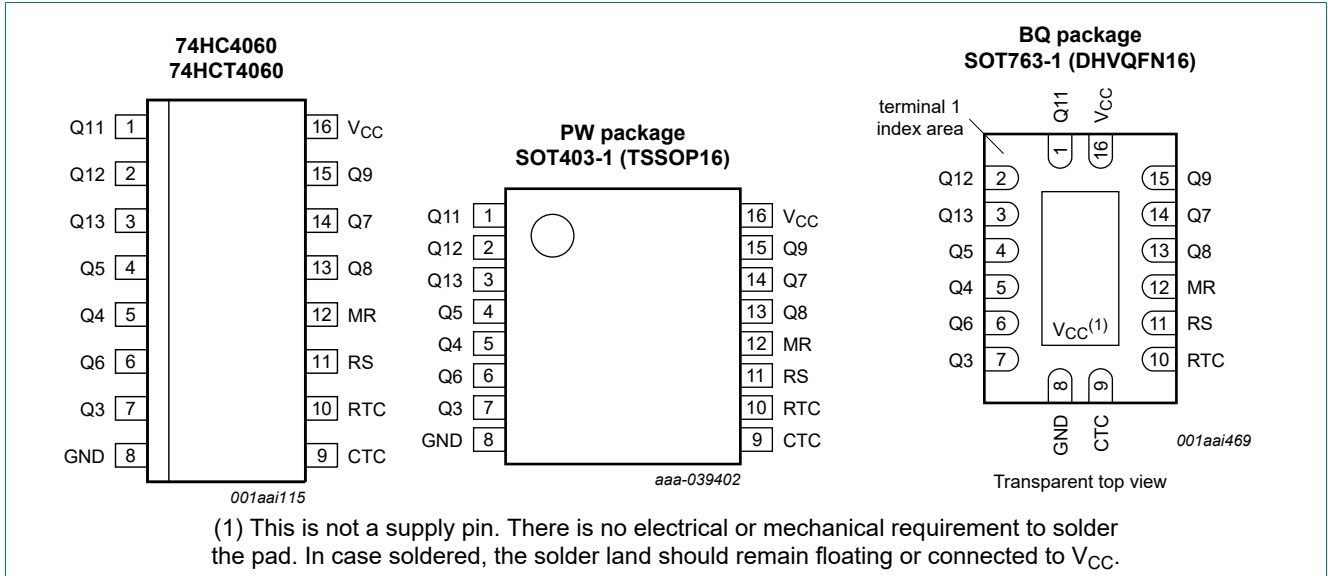 74HC4060
74HCT4060
Q11 1
Q12 2
Q13 3
Q5 4
Q4 5
Q6 6
Q3 7
GND 8
16 VCC
15 Q9
14 Q7
13 Q8
12 MR
11 RS
10 RTC
9 CTC
001aai115
PW package
SOT403-1 (TSSOP16)
Q11 1
Q12 2
Q13 3
Q5 4
Q4 5
Q6 6
Q3 7
GND 8
16 VCC
15 Q9
14 Q7
13 Q8
12 MR
11 RS
10 RTC
9 CTC
aaa-039402
BQ package
SOT763-1 (DHVQFN16)
terminal 1
index area
Q11 1
VCC 16
Q12 2
Q13 3
Q5 4
Q4 5
Q6 6
Q3 7
15 Q9
14 Q7
13 Q8
12 MR
11 RS
10 RTC
VCC(1)
GND 8
CTC 9
001aai469
Transparent top view
(1) This is not a supply pin. There is no electrical or mechanical requirement to solder
the pad. In case soldered, the solder land should remain floating or connected to VCC.